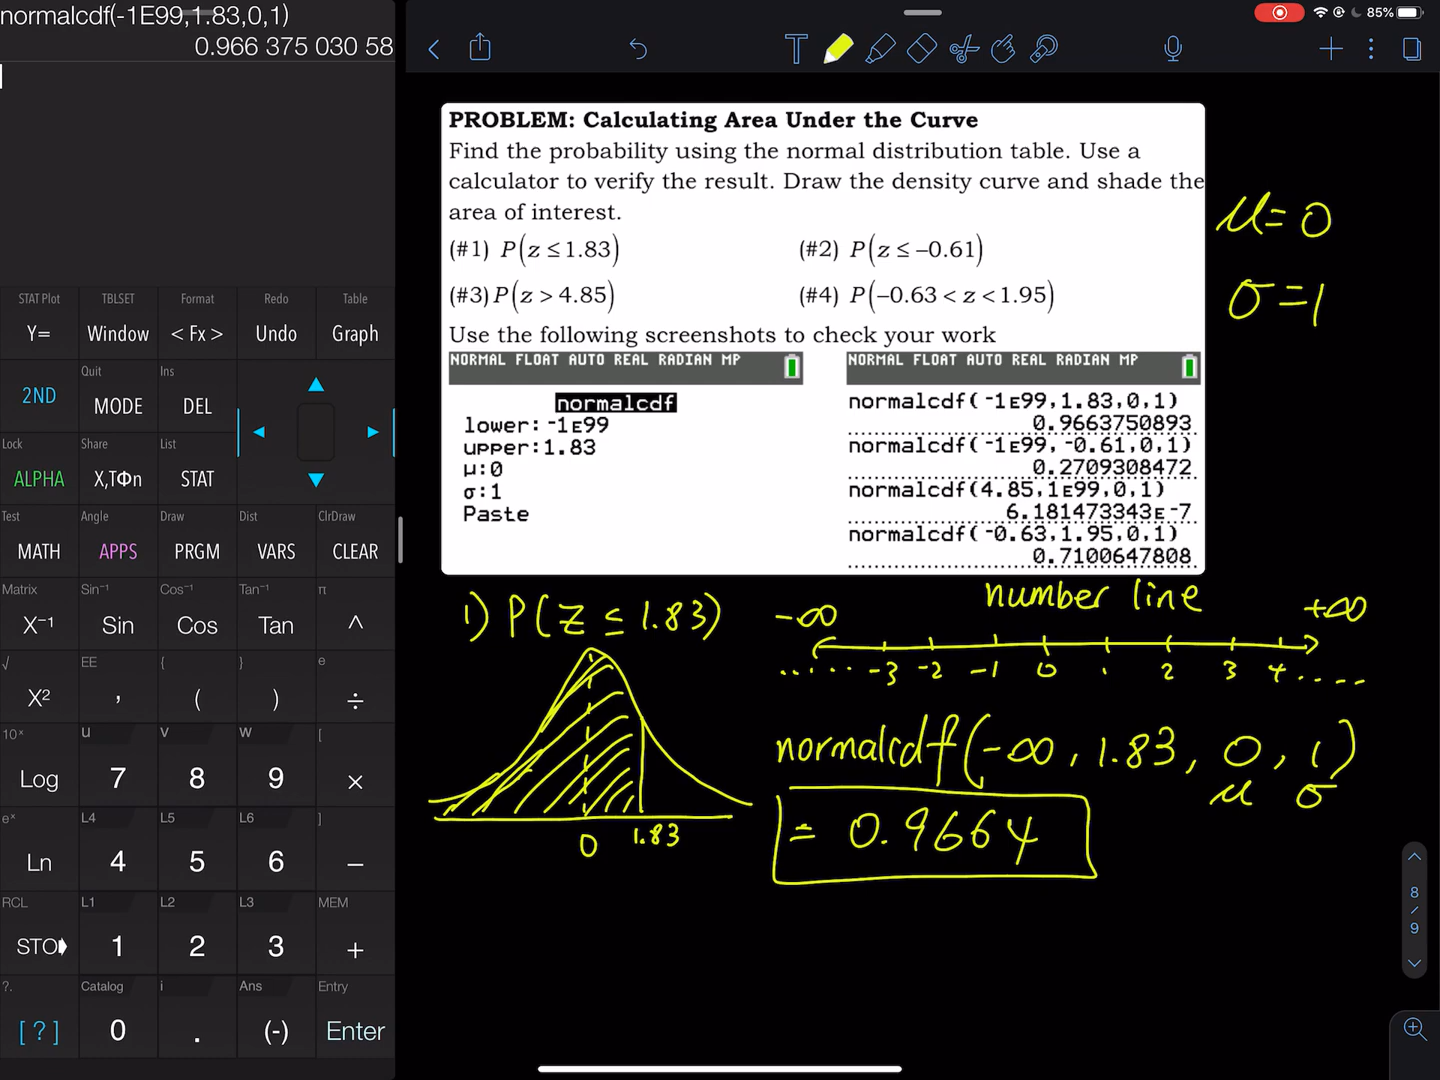 normalcdf(-1E99,1.83,0,1)
0.966 375 030 58
85%
PROBLEM: Calculating Area Under the Curve
Find the probability using the normal distribution table. Use a
calculator to verify the result. Draw the density curve and shade the
area of interest.
(#1) P(z ≤ 1.83)
(#2) P(z ≤ –0.61)
(#3) P(z > 4.85)
(#4) P(–0.63 < z < 1.95)
Use the following screenshots to check your work
NORMAL FLOAT AUTO REAL RADIAN MP
normalcdf
lower:-1E99
upper:1.83
μ:0
σ:1
Paste
NORMAL FLOAT AUTO REAL RADIAN MP
normalcdf(-1E99,1.83,0,1)
0.9663750893
normalcdf(-1E99,-0.61,0,1)
0.2709308472
normalcdf(4.85,1E99,0,1)
6.181473343E-7
normalcdf(-0.63,1.95,0,1)
0.7100647808
μ=0
σ=1
1) P(Z ≤ 1.83)
number line
-∞ +∞
..... -3 -2 -1 0 . 2 3 4 .....
normalcdf(-∞, 1.83, 0, 1)
μ σ
= 0.9664
0 1.83
8
/
9
STAT Plot TBLSET Format Redo Table
Y= Window < Fx > Undo Graph
Quit Ins
2ND MODE DEL
Lock Share List
ALPHA X,TΦn STAT
Test Angle Draw Dist ClrDraw
MATH APPS PRGM VARS CLEAR
Matrix Sin⁻¹ Cos⁻¹ Tan⁻¹ π
X⁻¹ Sin Cos Tan ^
√ EE { } e
X² , ( ) ÷
10ˣ u v w [
Log 7 8 9 ×
eˣ L4 L5 L6 ]
Ln 4 5 6 −
RCL L1 L2 L3 MEM
STO 1 2 3 +
?. Catalog i Ans Entry
[ ? ] 0 . (-) Enter